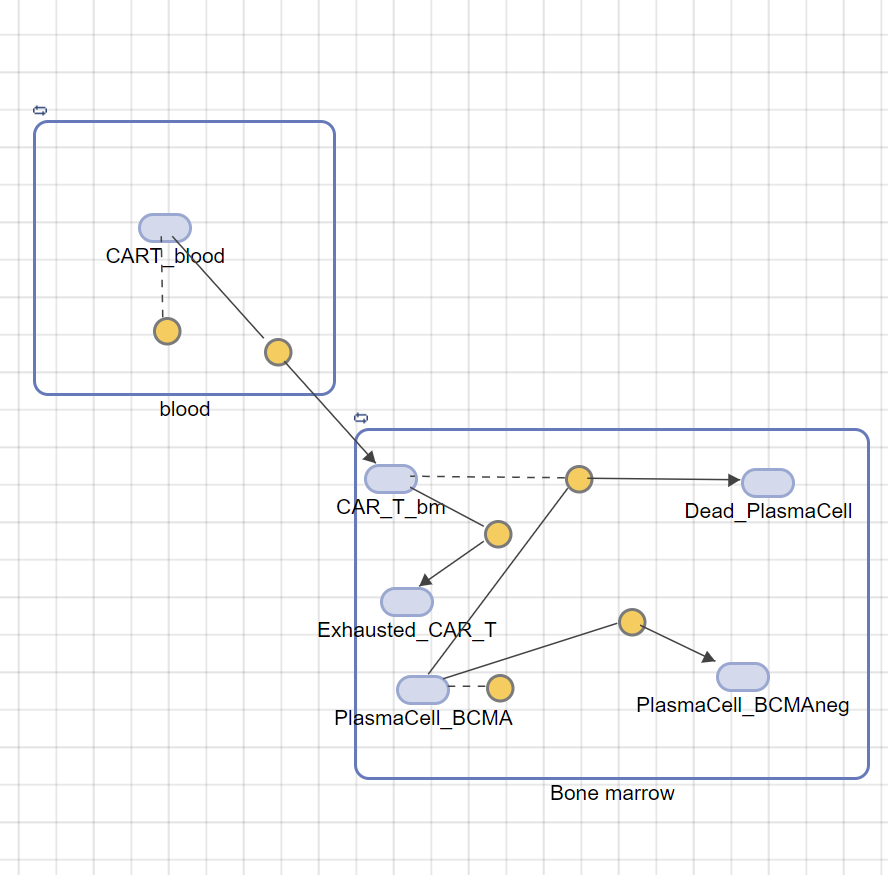 CART_blood
blood
CAR_T_bm
Dead_PlasmaCell
Exhausted_CAR_T
PlasmaCell_BCMAneg
PlasmaCell_BCMA
Bone marrow